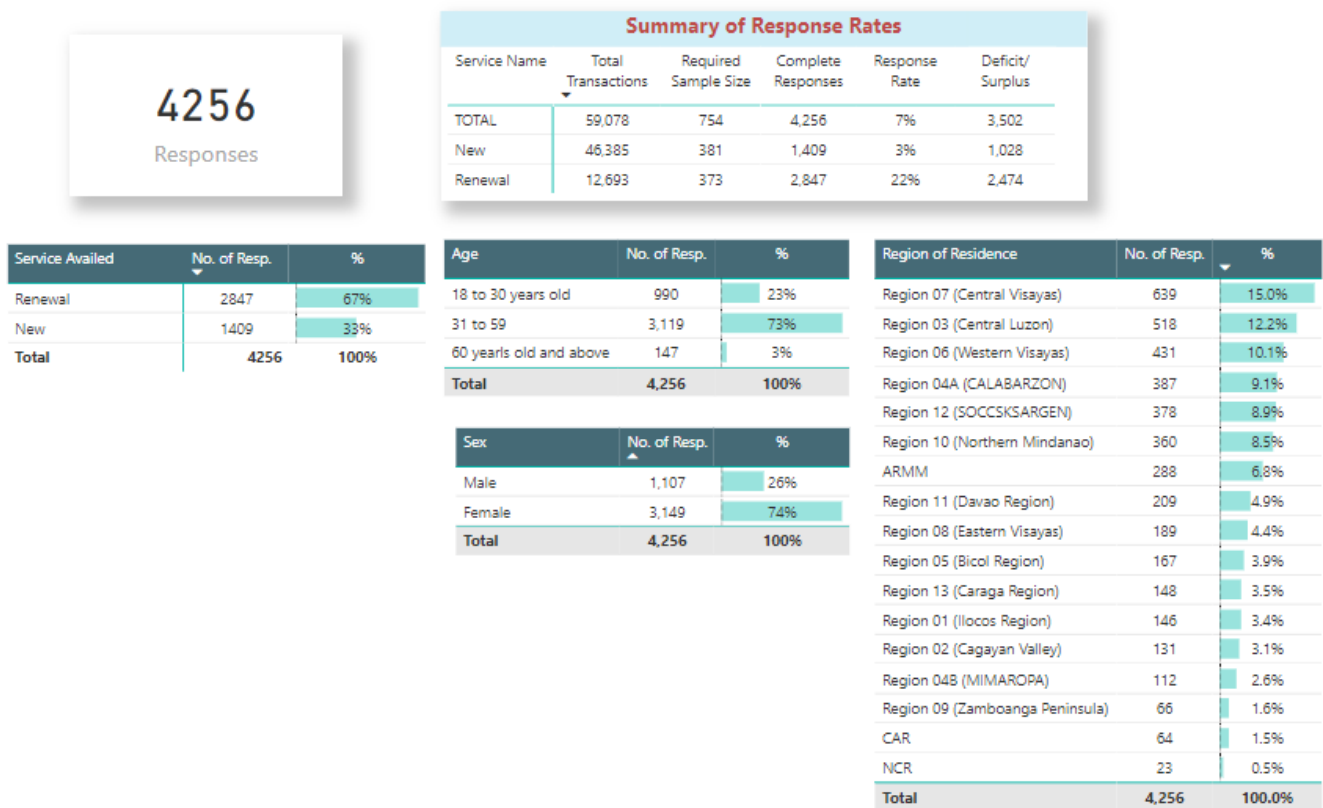 4256
Responses
Summary of Response Rates
Service Name Total Transactions Required Sample Size Complete Responses Response Rate Deficit/ Surplus
TOTAL 59,078 754 4,256 7% 3,502
New 46,385 381 1,409 3% 1,028
Renewal 12,693 373 2,847 22% 2,474
Service Availed No. of Resp. %
Renewal 2847 67%
New 1409 33%
Total 4256 100%
Age No. of Resp. %
18 to 30 years old 990 23%
31 to 59 3,119 73%
60 yearls old and above 147 3%
Total 4,256 100%
Sex No. of Resp. %
Male 1,107 26%
Female 3,149 74%
Total 4,256 100%
Region of Residence No. of Resp. %
Region 07 (Central Visayas) 639 15.0%
Region 03 (Central Luzon) 518 12.2%
Region 06 (Western Visayas) 431 10.1%
Region 04A (CALABARZON) 387 9.1%
Region 12 (SOCCSKSARGEN) 378 8.9%
Region 10 (Northern Mindanao) 360 8.5%
ARMM 288 6.8%
Region 11 (Davao Region) 209 4.9%
Region 08 (Eastern Visayas) 189 4.4%
Region 05 (Bicol Region) 167 3.9%
Region 13 (Caraga Region) 148 3.5%
Region 01 (Ilocos Region) 146 3.4%
Region 02 (Cagayan Valley) 131 3.1%
Region 04B (MIMAROPA) 112 2.6%
Region 09 (Zamboanga Peninsula) 66 1.6%
CAR 64 1.5%
NCR 23 0.5%
Total 4,256 100.0%